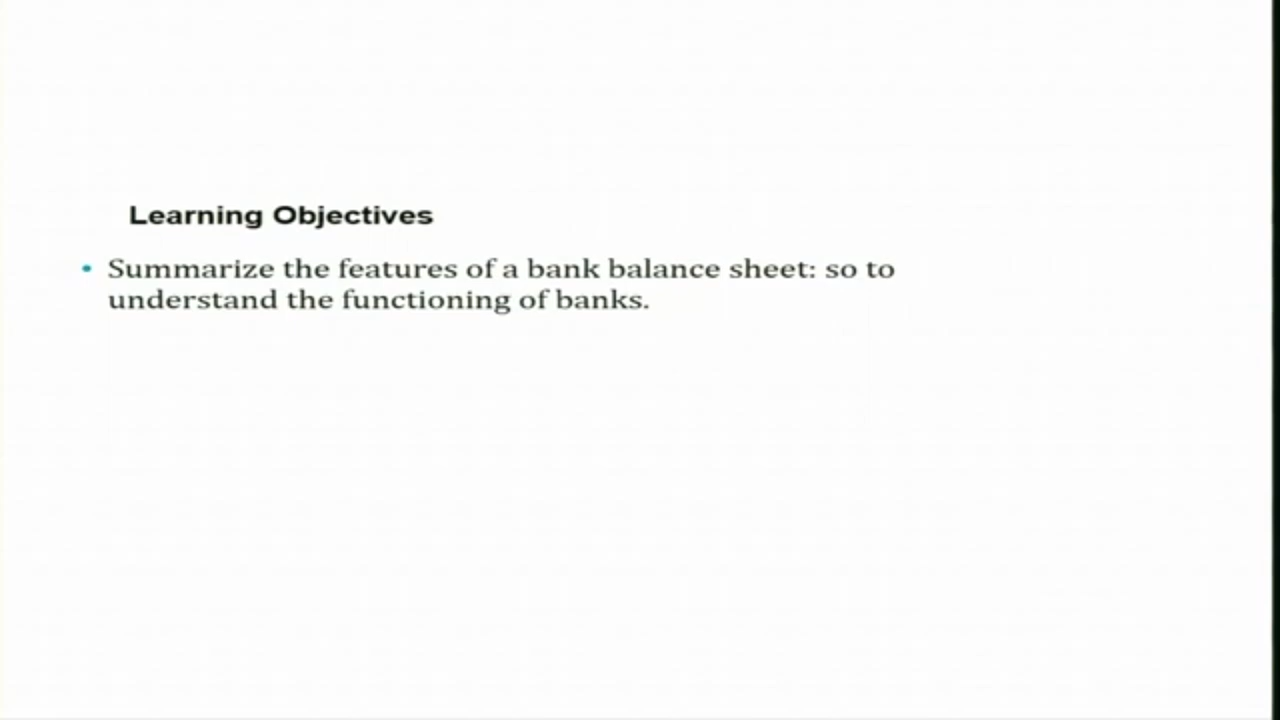 Learning Objectives
• Summarize the features of a bank balance sheet: so to
understand the functioning of banks.